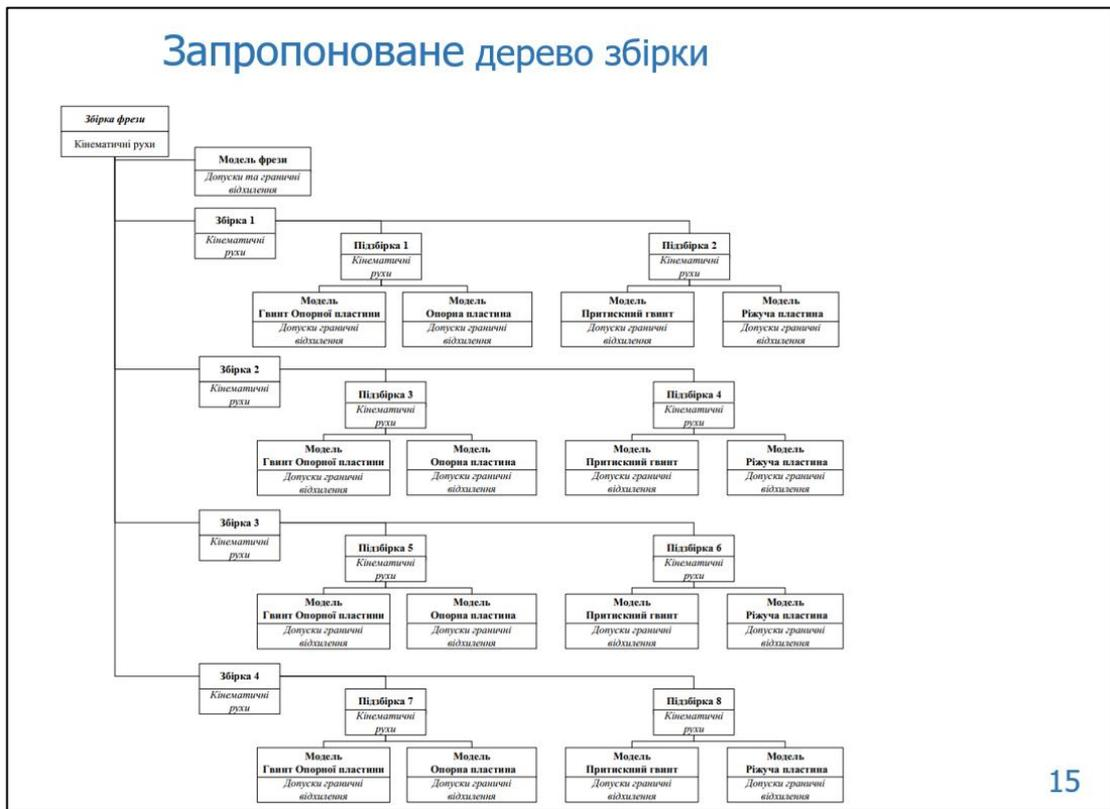 Запропоноване дерево збірки
Збірка фрези
Кінематичні рухи
Модель фрези
Допуски та граничні
відхилення
Збірка 1
Кінематичні
рухи
Підзбірка 1
Кінематичні
рухи
Підзбірка 2
Кінематичні
рухи
Модель
Гвинт Опорної пластини
Допуски граничні
відхилення
Модель
Опорна пластина
Допуски граничні
відхилення
Модель
Притискний гвинт
Допуски граничні
відхилення
Модель
Ріжуча пластина
Допуски граничні
відхилення
Збірка 2
Кінематичні
рухи
Підзбірка 3
Кінематичні
рухи
Підзбірка 4
Кінематичні
рухи
Модель
Гвинт Опорної пластини
Допуски граничні
відхилення
Модель
Опорна пластина
Допуски граничні
відхилення
Модель
Притискний гвинт
Допуски граничні
відхилення
Модель
Ріжуча пластина
Допуски граничні
відхилення
Збірка 3
Кінематичні
рухи
Підзбірка 5
Кінематичні
рухи
Підзбірка 6
Кінематичні
рухи
Модель
Гвинт Опорної пластини
Допуски граничні
відхилення
Модель
Опорна пластина
Допуски граничні
відхилення
Модель
Притискний гвинт
Допуски граничні
відхилення
Модель
Ріжуча пластина
Допуски граничні
відхилення
Збірка 4
Кінематичні
рухи
Підзбірка 7
Кінематичні
рухи
Підзбірка 8
Кінематичні
рухи
Модель
Гвинт Опорної пластини
Допуски граничні
відхилення
Модель
Опорна пластина
Допуски граничні
відхилення
Модель
Притискний гвинт
Допуски граничні
відхилення
Модель
Ріжуча пластина
Допуски граничні
відхилення
15